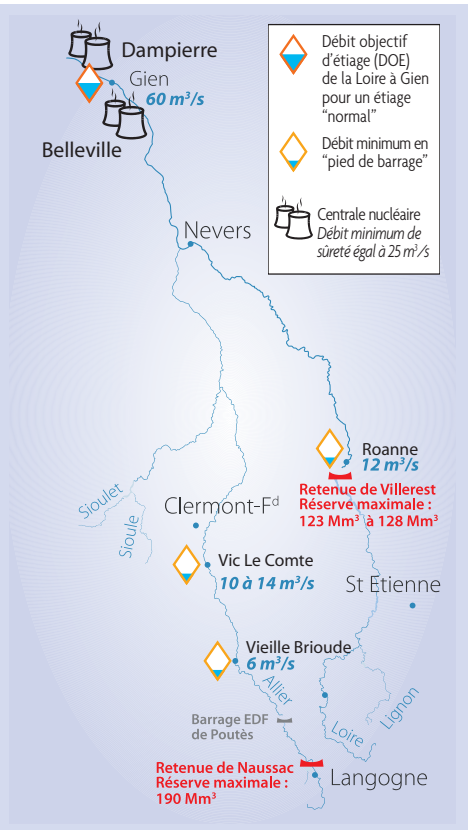 Dampierre
Gien
60 m³/s
Belleville
Débit objectif
d'étiage (DOE)
de la Loire à Gien
pour un étiage
"normal"
Débit minimum en
"pied de barrage"
Centrale nucléaire
Débit minimum de
sûreté égal à 25 m³/s
Nevers
Roanne
12 m³/s
Retenue de Villerest
Réserve maximale :
123 Mm³ à 128 Mm³
Sioulet
Sioule
Clermont-Fd
Vic Le Comte
10 à 14 m³/s
St Etienne
Vieille Brioude
6 m³/s
Allier
Loire
Lignon
Barrage EDF
de Poutès
Retenue de Naussac
Réserve maximale :
190 Mm³
Langogne